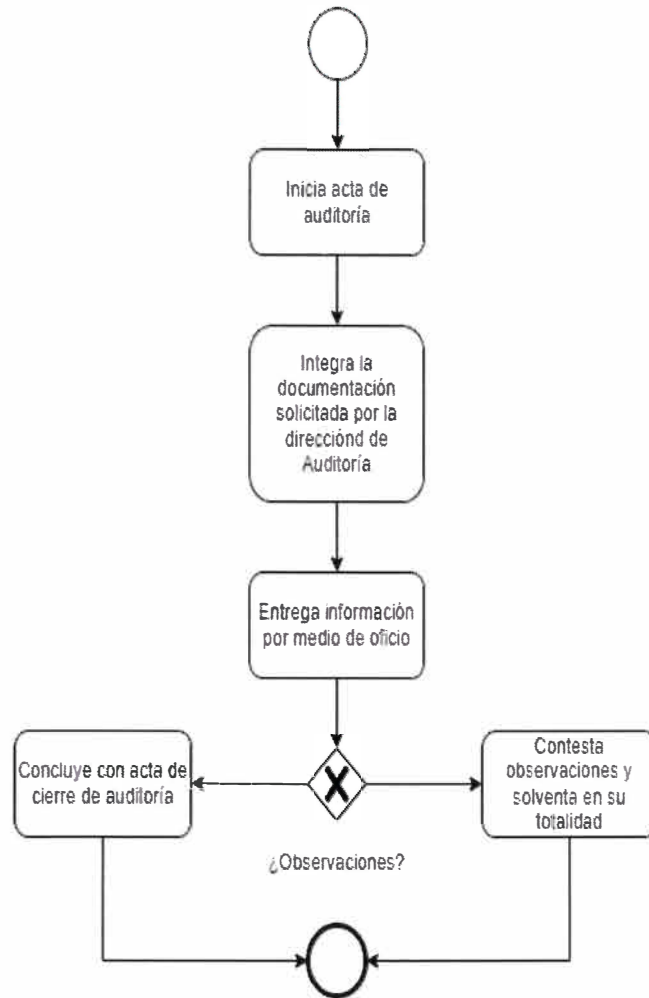 Inicia acta de
auditoría
Integra la
documentación
solicitada por la
direcciónd de
Auditoría
Entrega información
por medio de oficio
Concluye con acta de
cierre de auditoría
Contesta
observaciones y
solventa en su
totalidad
¿Observaciones?